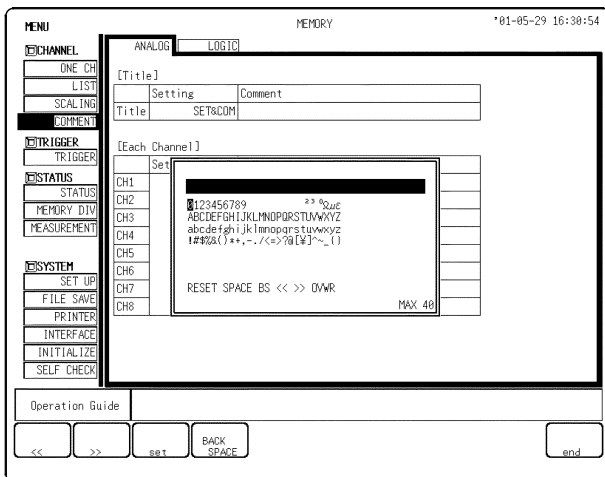 MENU
MEMORY
'01-05-29 16:30:54
CHANNEL
ONE CH
LIST
SCALING
COMMENT
TRIGGER
TRIGGER
STATUS
STATUS
MEMORY DIV
MEASUREMENT
SYSTEM
SET UP
FILE SAVE
PRINTER
INTERFACE
INITIALIZE
SELF CHECK
ANALOG LOGIC
[Title]
Setting Comment
Title SET&COM
[Each Channel]
Set
CH1
CH2
CH3
CH4
CH5
CH6
CH7
CH8
0123456789 ²³⁰Ωµε
ABCDEFGHIJKLMNOPQRSTUVWXYZ
abcdefghijklmnopqrstuvwxyz
!#$%&()*+,-./<=>?@[¥]^~_{}
RESET SPACE BS << >> OVWR
MAX 40
Operation Guide
<<
>>
set
BACK
SPACE
end